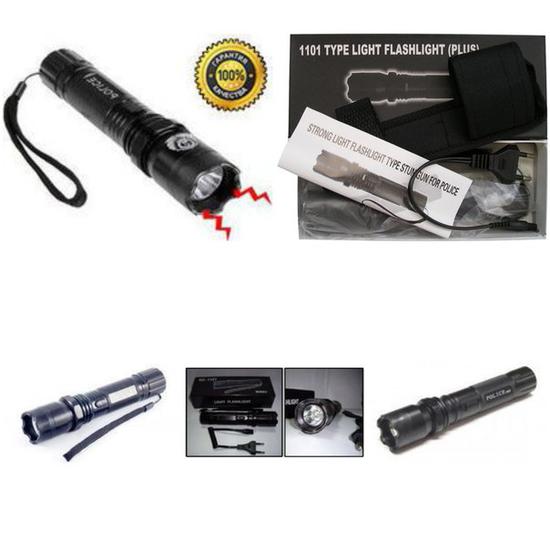 POLICE
ГАРАНТИЯ
100%
КАЧЕСТВА
1101 TYPE LIGHT FLASHLIGHT (PLUS)
STRONG LIGHT FLASHLIGHT TYPE STUN GUN FOR POLICE
LIGHT FLASHLIGHT
POLICE